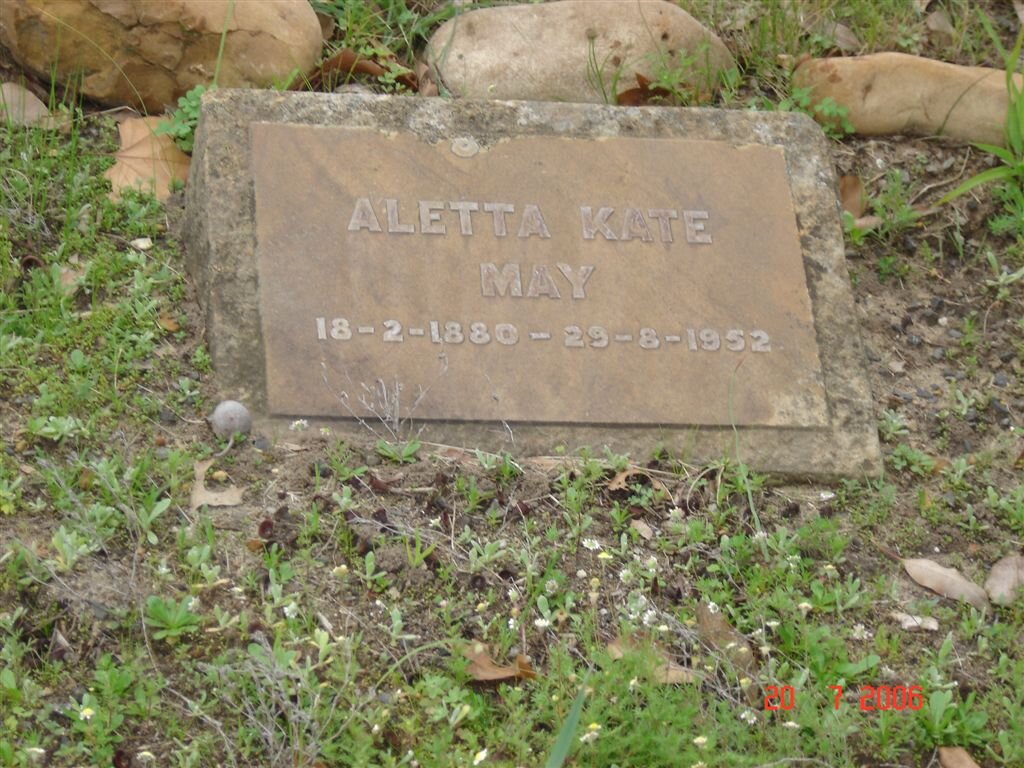 ALETTA KATE
MAY
18-2-1880 - 29-8-1952
20 7 2006